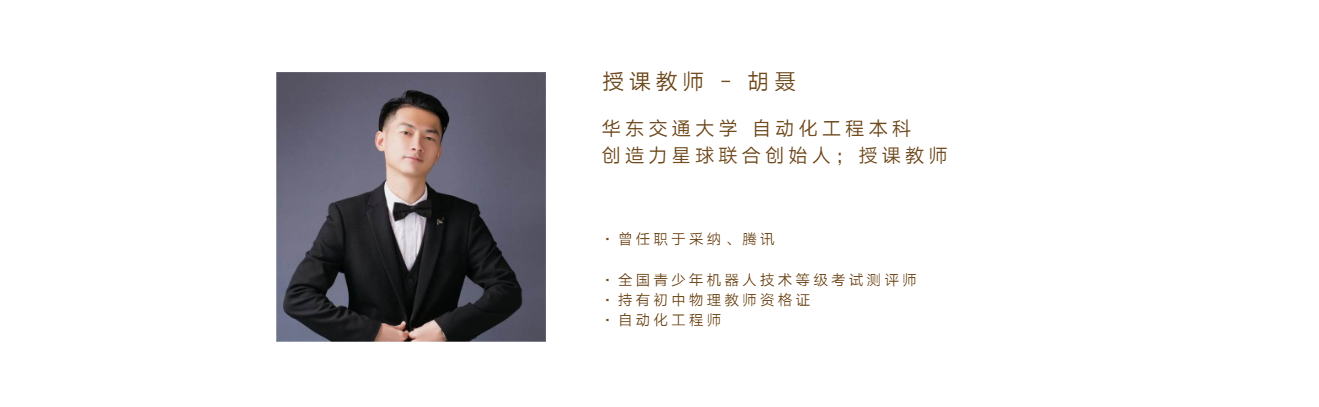 授课教师 - 胡聂
华东交通大学 自动化工程本科
创造力星球联合创始人；授课教师
· 曾任职于采纳、腾讯
· 全国青少年机器人技术等级考试测评师
· 持有初中物理教师资格证
· 自动化工程师